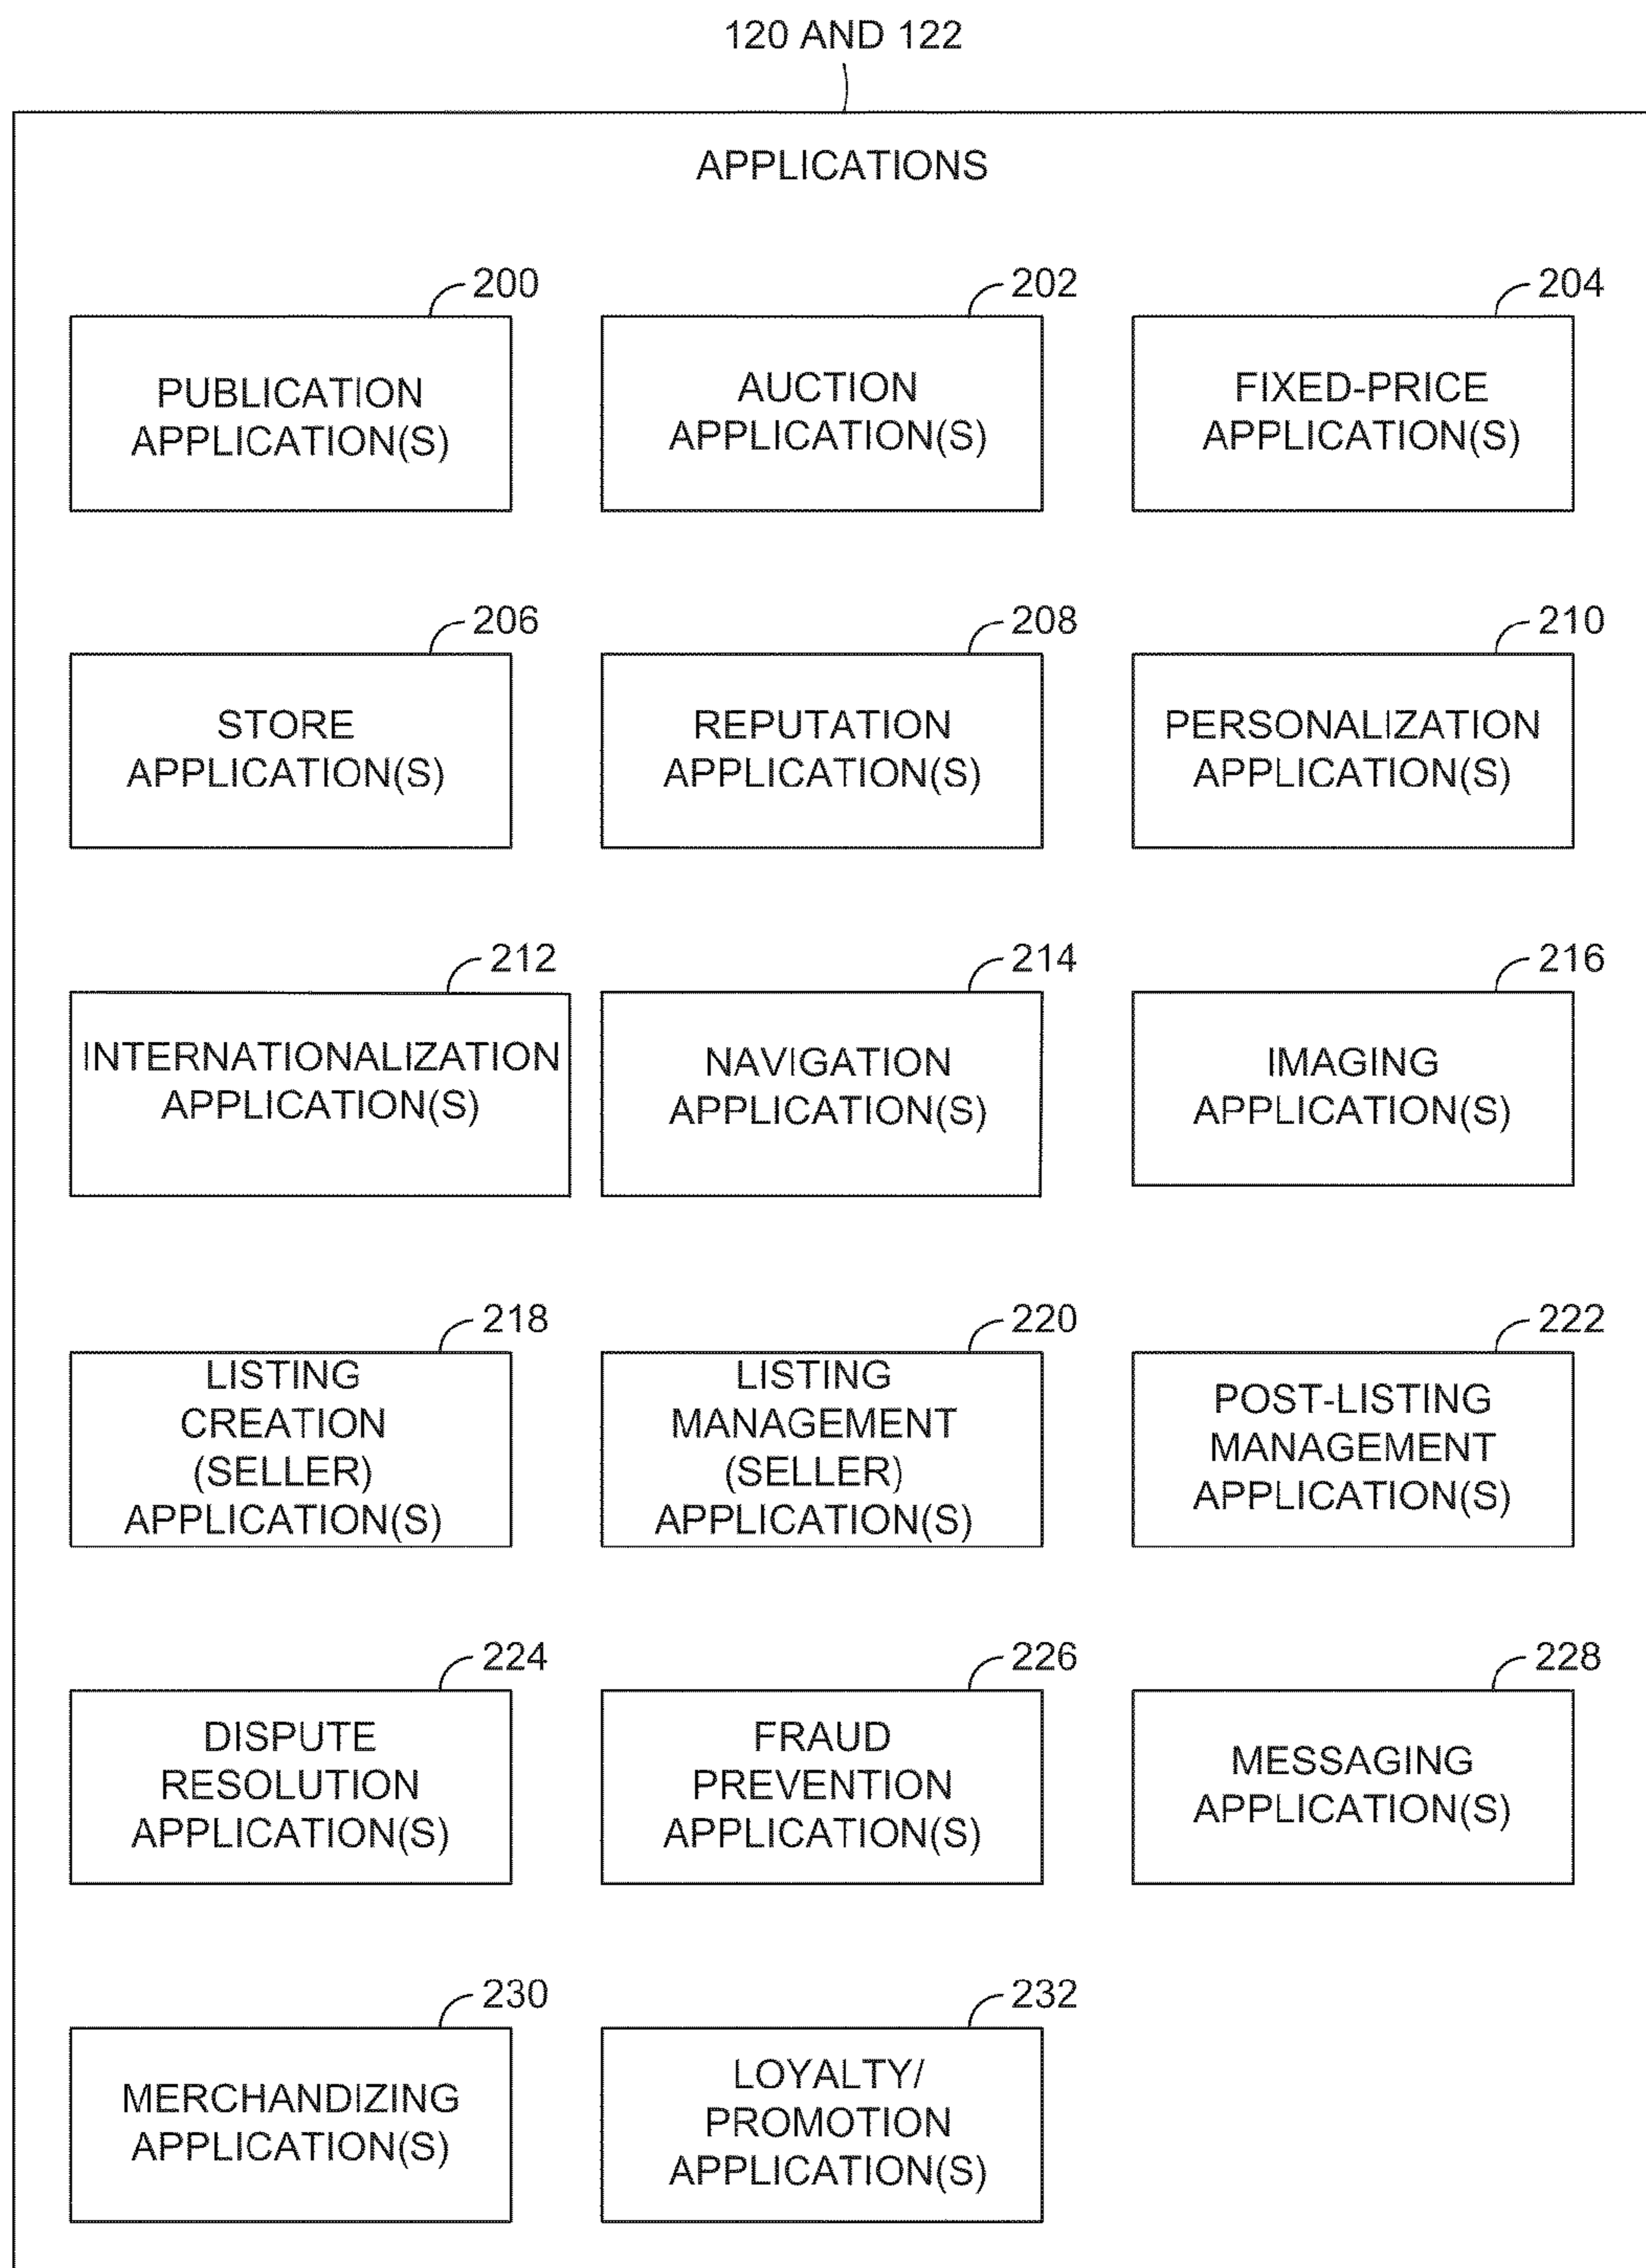 120 AND 122
APPLICATIONS
200
PUBLICATION
APPLICATION(S)
202
AUCTION
APPLICATION(S)
204
FIXED-PRICE
APPLICATION(S)
206
STORE
APPLICATION(S)
208
REPUTATION
APPLICATION(S)
210
PERSONALIZATION
APPLICATION(S)
212
INTERNATIONALIZATION
APPLICATION(S)
214
NAVIGATION
APPLICATION(S)
216
IMAGING
APPLICATION(S)
218
LISTING
CREATION
(SELLER)
APPLICATION(S)
220
LISTING
MANAGEMENT
(SELLER)
APPLICATION(S)
222
POST-LISTING
MANAGEMENT
APPLICATION(S)
224
DISPUTE
RESOLUTION
APPLICATION(S)
226
FRAUD
PREVENTION
APPLICATION(S)
228
MESSAGING
APPLICATION(S)
230
MERCHANDIZING
APPLICATION(S)
232
LOYALTY/
PROMOTION
APPLICATION(S)